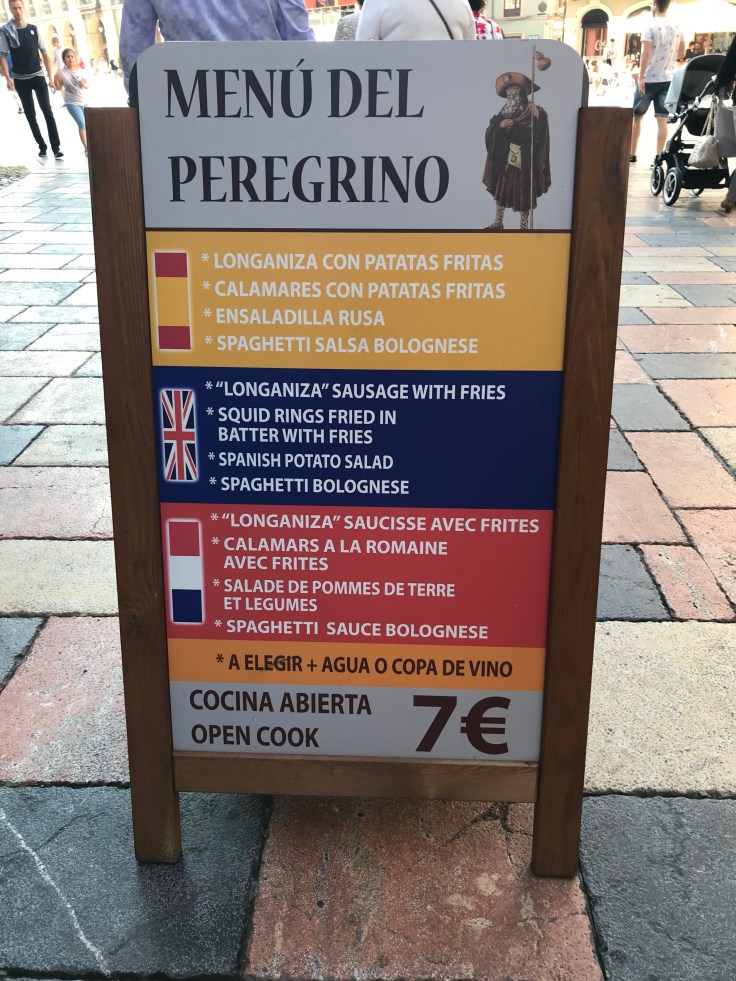 MENÚ DEL
PEREGRINO
* LONGANIZA CON PATATAS FRITAS
* CALAMARES CON PATATAS FRITAS
* ENSALADILLA RUSA
* SPAGHETTI SALSA BOLOGNESE
* “LONGANIZA” SAUSAGE WITH FRIES
* SQUID RINGS FRIED IN
BATTER WITH FRIES
* SPANISH POTATO SALAD
* SPAGHETTI BOLOGNESE
* “LONGANIZA” SAUCISSE AVEC FRITES
* CALAMARS A LA ROMAINE
AVEC FRITES
* SALADE DE POMMES DE TERRE
ET LEGUMES
* SPAGHETTI SAUCE BOLOGNESE
* A ELEGIR + AGUA O COPA DE VINO
COCINA ABIERTA
OPEN COOK
7€